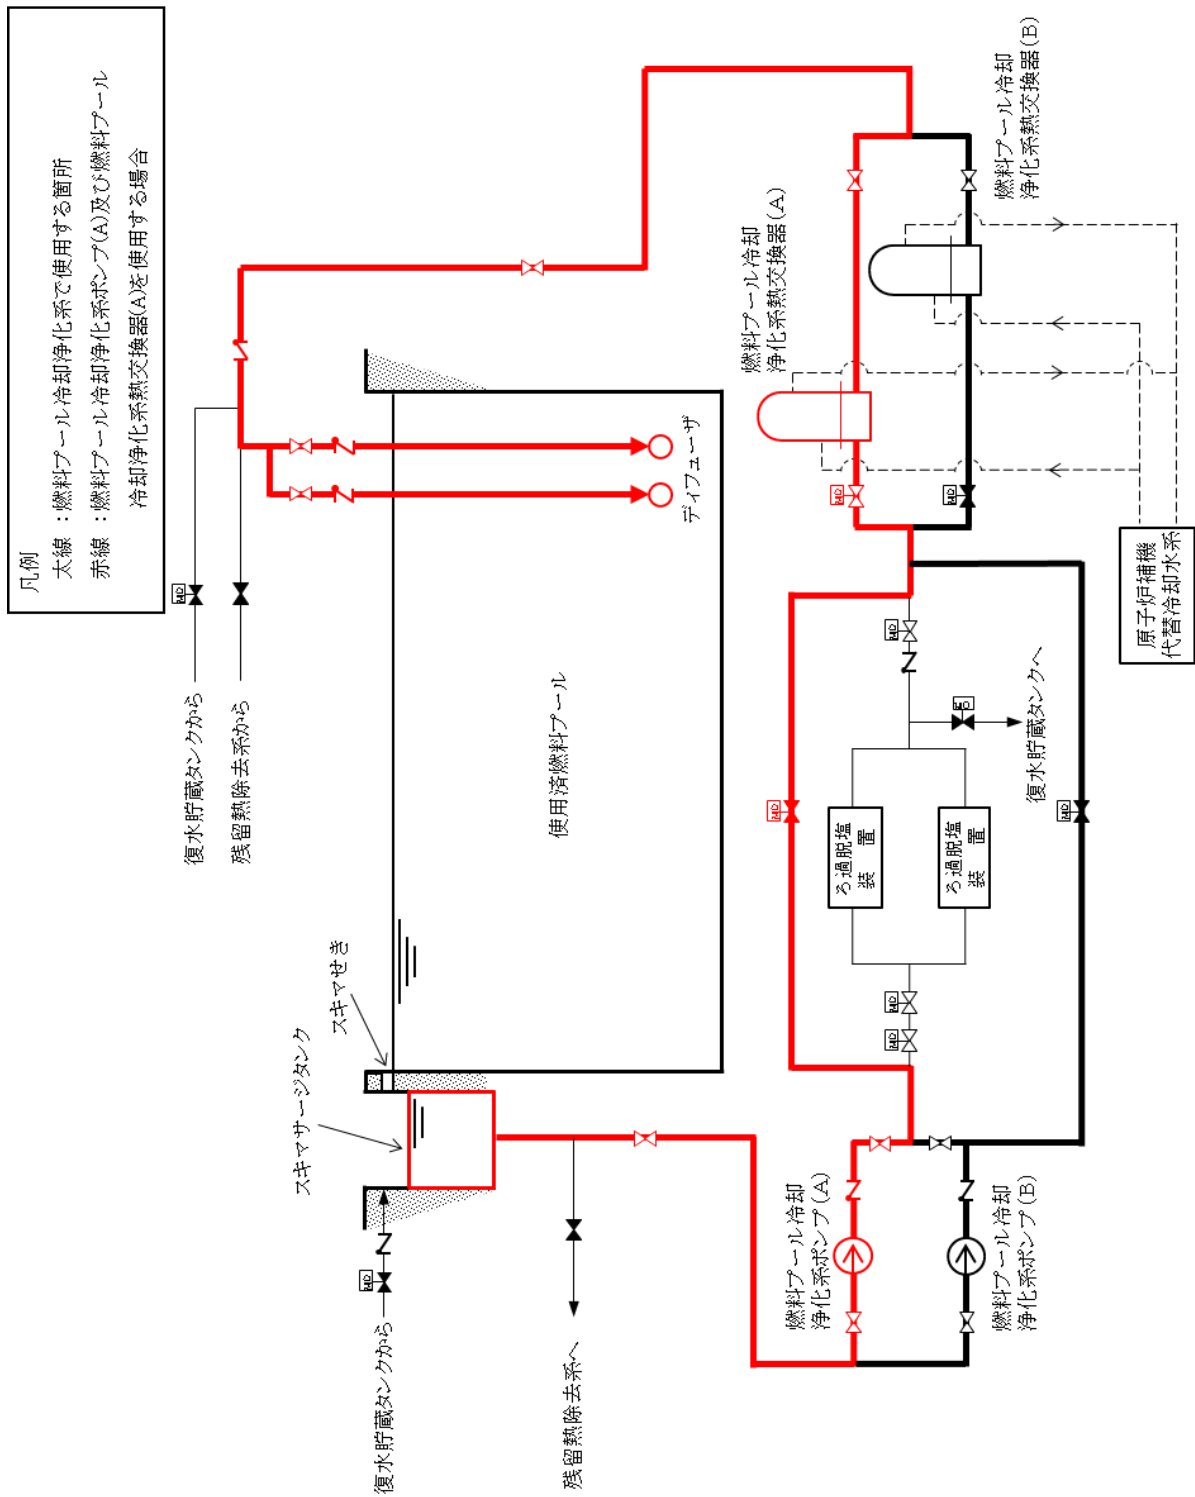 凡例
太線：燃料プール冷却浄化系で使用する箇所
赤線：燃料プール冷却浄化系ポンプ(A)及び燃料プール
冷却浄化系熱交換器(A)を使用する場合
復水貯蔵タンクから
残留熱除去系から
MO
スキマサージタンク
スキマせき
使用済燃料プール
ディフューザ
復水貯蔵タンクから
MO
残留熱除去系へ
燃料プール冷却
浄化系ポンプ(A)
燃料プール冷却
浄化系ポンプ(B)
MO
MO
MO
ろ過脱塩
装　置
ろ過脱塩
装　置
MO
MO
復水貯蔵タンクへ
MO
MO
MO
燃料プール冷却
浄化系熱交換器(A)
燃料プール冷却
浄化系熱交換器(B)
原子炉補機
代替冷却水系